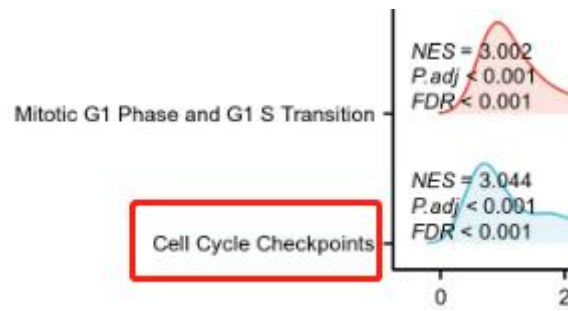 NES = 3.002
P.adj < 0.001
FDR < 0.001
Mitotic G1 Phase and G1 S Transition
NES = 3.044
P.adj < 0.001
FDR < 0.001
Cell Cycle Checkpoints
0 2